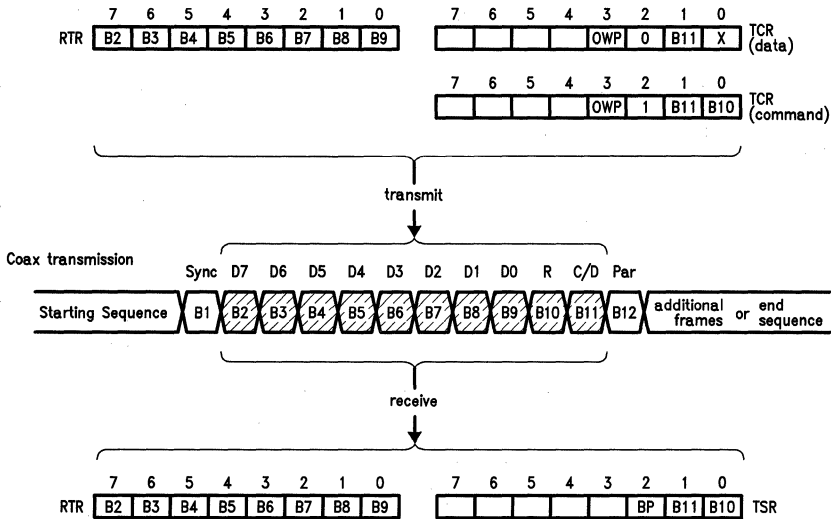 7 6 5 4 3 2 1 0 7 6 5 4 3 2 1 0
RTR B2 B3 B4 B5 B6 B7 B8 B9 OWP 0 B11 X TCR (data)
7 6 5 4 3 2 1 0
OWP 1 B11 B10 TCR (command)
transmit
Coax transmission
Sync D7 D6 D5 D4 D3 D2 D1 D0 R C/D Par
Starting Sequence B1 B2 B3 B4 B5 B6 B7 B8 B9 B10 B11 B12 additional frames or end sequence
receive
7 6 5 4 3 2 1 0 7 6 5 4 3 2 1 0
RTR B2 B3 B4 B5 B6 B7 B8 B9 BP B11 B10 TSR